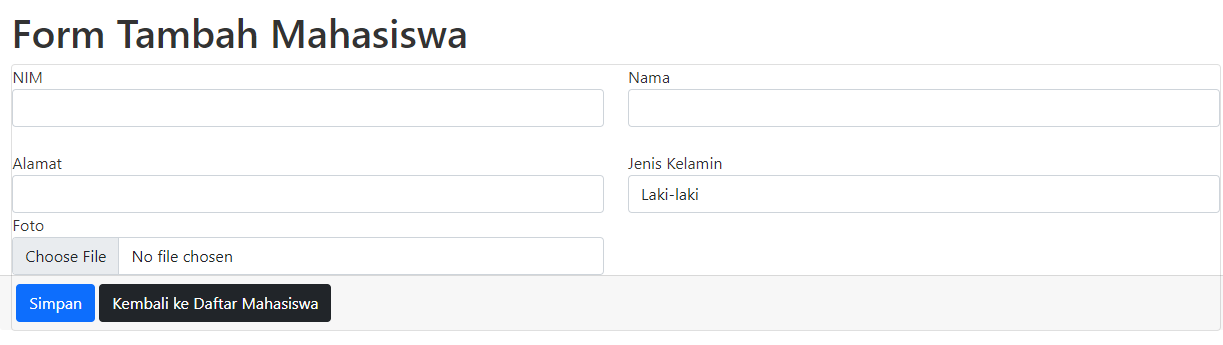 Form Tambah Mahasiswa
NIM
Nama
Alamat
Jenis Kelamin
Laki-laki
Foto
Choose File No file chosen
Simpan Kembali ke Daftar Mahasiswa